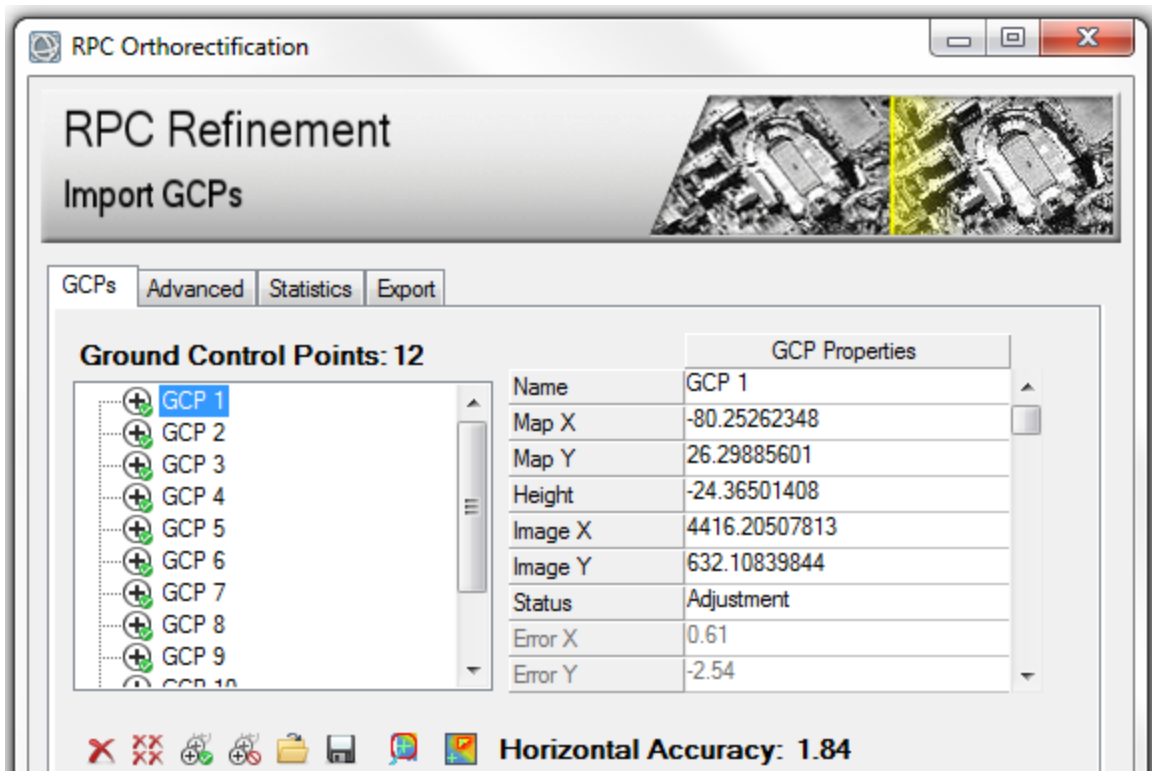 RPC Orthorectification
RPC Refinement
Import GCPs
GCPs Advanced Statistics Export
Ground Control Points: 12
GCP 1
GCP 2
GCP 3
GCP 4
GCP 5
GCP 6
GCP 7
GCP 8
GCP 9
GCP 10
GCP Properties
Name GCP 1
Map X -80.25262348
Map Y 26.29885601
Height -24.36501408
Image X 4416.20507813
Image Y 632.10839844
Status Adjustment
Error X 0.61
Error Y -2.54
Horizontal Accuracy: 1.84